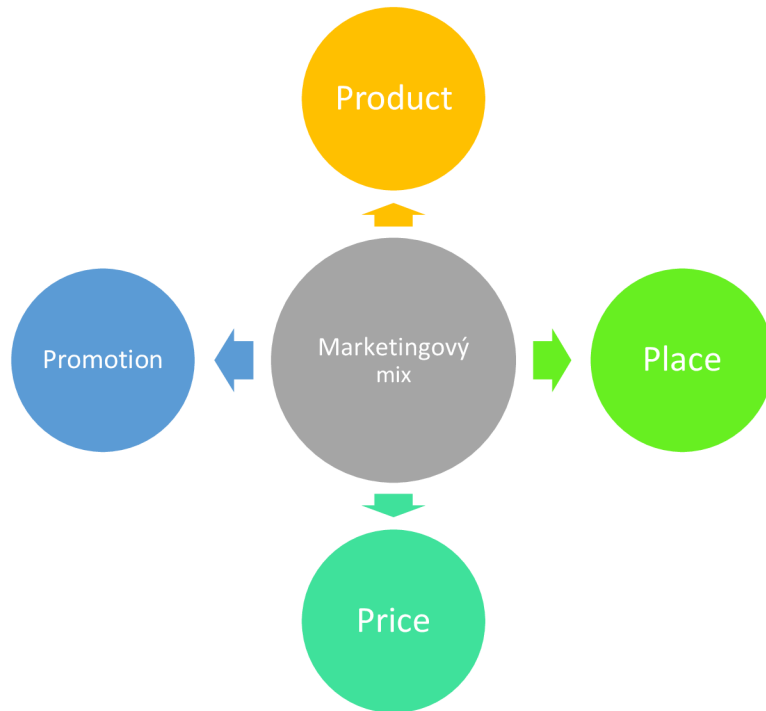 Product
Promotion
Marketingový
mix
Place
Price